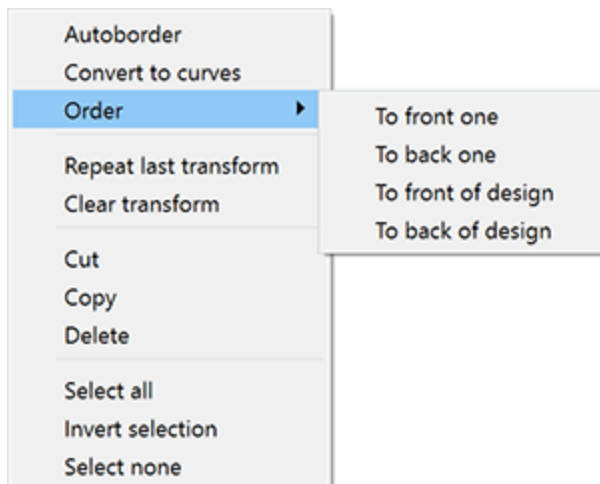 Autoborder
Convert to curves
Order
To front one
To back one
To front of design
To back of design
Repeat last transform
Clear transform
Cut
Copy
Delete
Select all
Invert selection
Select none